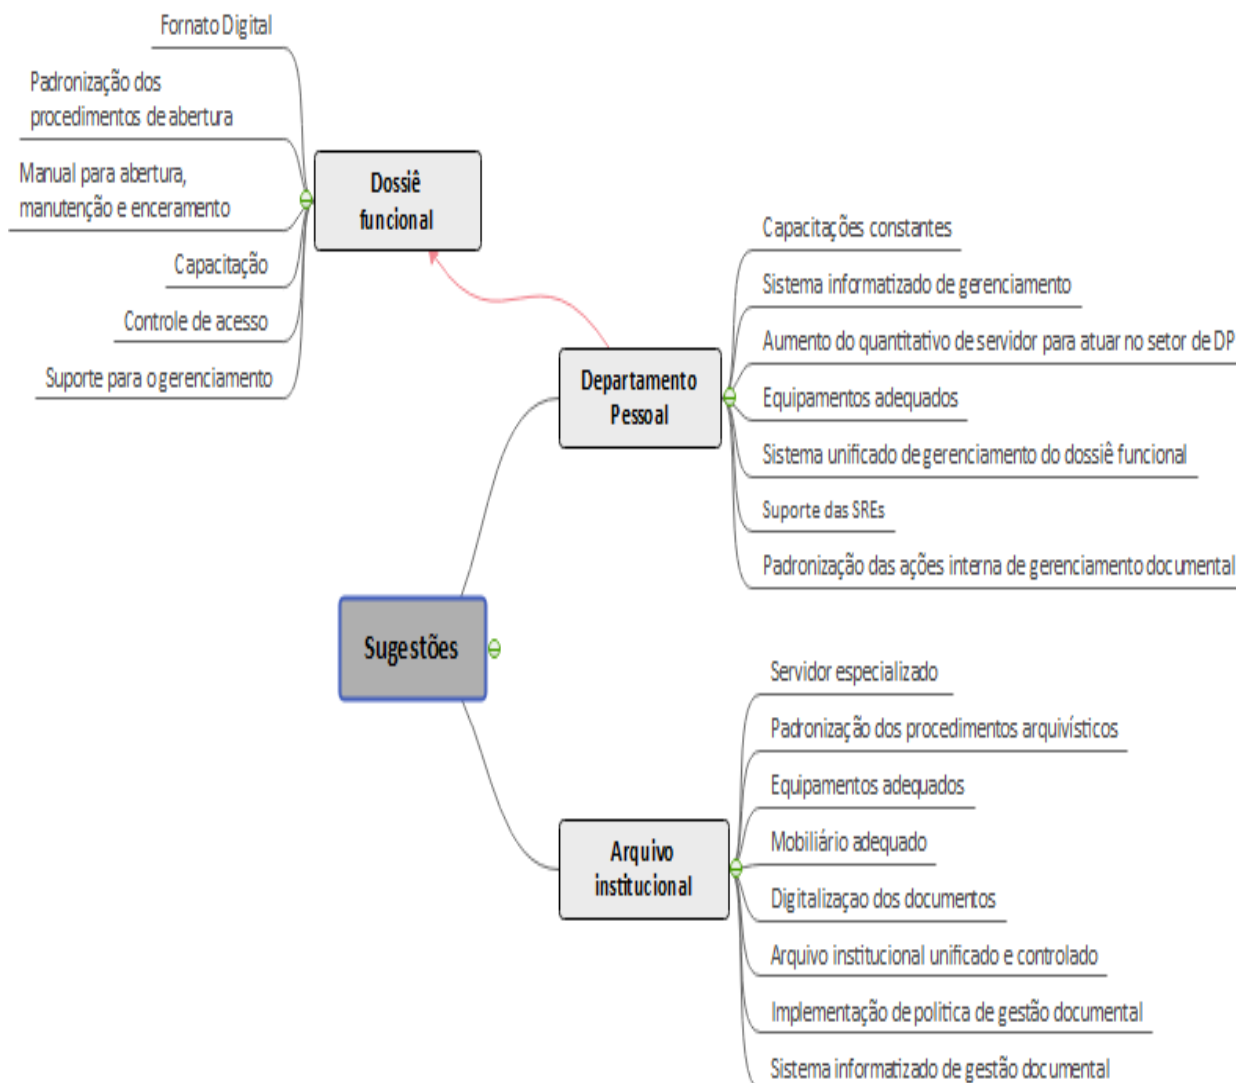 Fornato Digital
Padronização dos
procedimentos de abertura
Manual para abertura,
manutenção e enceramento
Capacitação
Controle de acesso
Suporte para o gerenciamento
Dossiê
funcional
Departamento
Pessoal
Capacitações constantes
Sistema informatizado de gerenciamento
Aumento do quantitativo de servidor para atuar no setor de DP
Equipamentos adequados
Sistema unificado de gerenciamento do dossiê funcional
Suporte das SREs
Padronização das ações interna de gerenciamento documental
Sugestões
Arquivo
institucional
Servidor especializado
Padronização dos procedimentos arquivísticos
Equipamentos adequados
Mobiliário adequado
Digitalizaçao dos documentos
Arquivo institucional unificado e controlado
Implementação de politica de gestão documental
Sistema informatizado de gestão documental